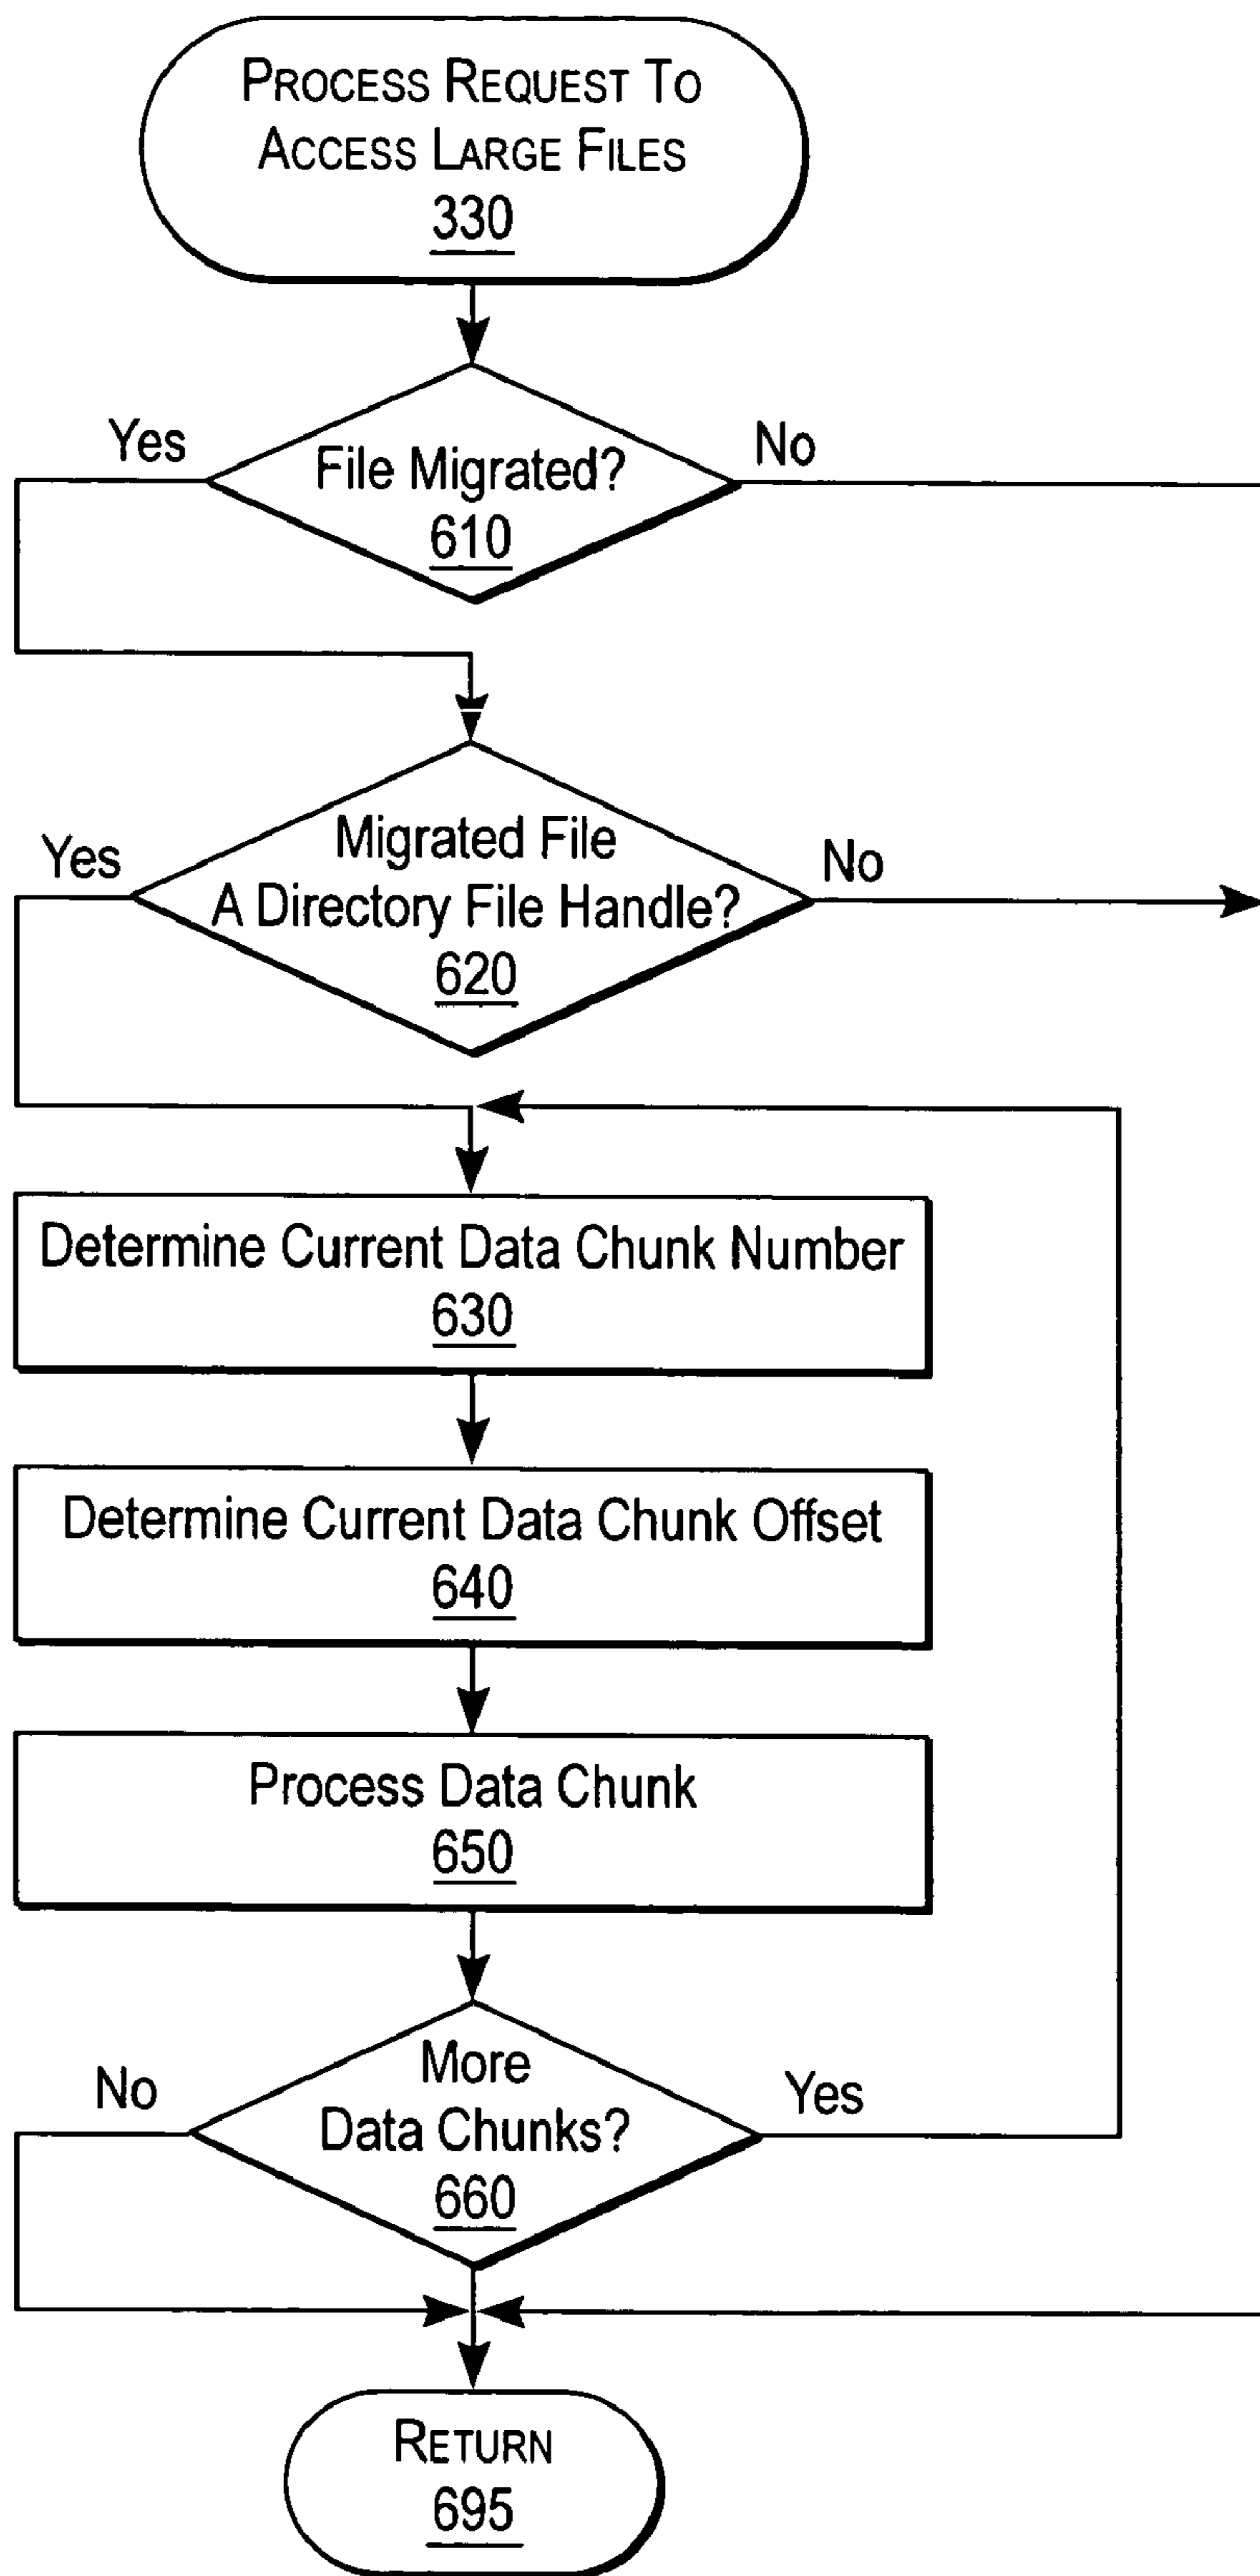 PROCESS REQUEST TO
ACCESS LARGE FILES
330
Yes
No
File Migrated?
610
Yes
No
Migrated File
A Directory File Handle?
620
Determine Current Data Chunk Number
630
Determine Current Data Chunk Offset
640
Process Data Chunk
650
No
Yes
More
Data Chunks?
660
RETURN
695